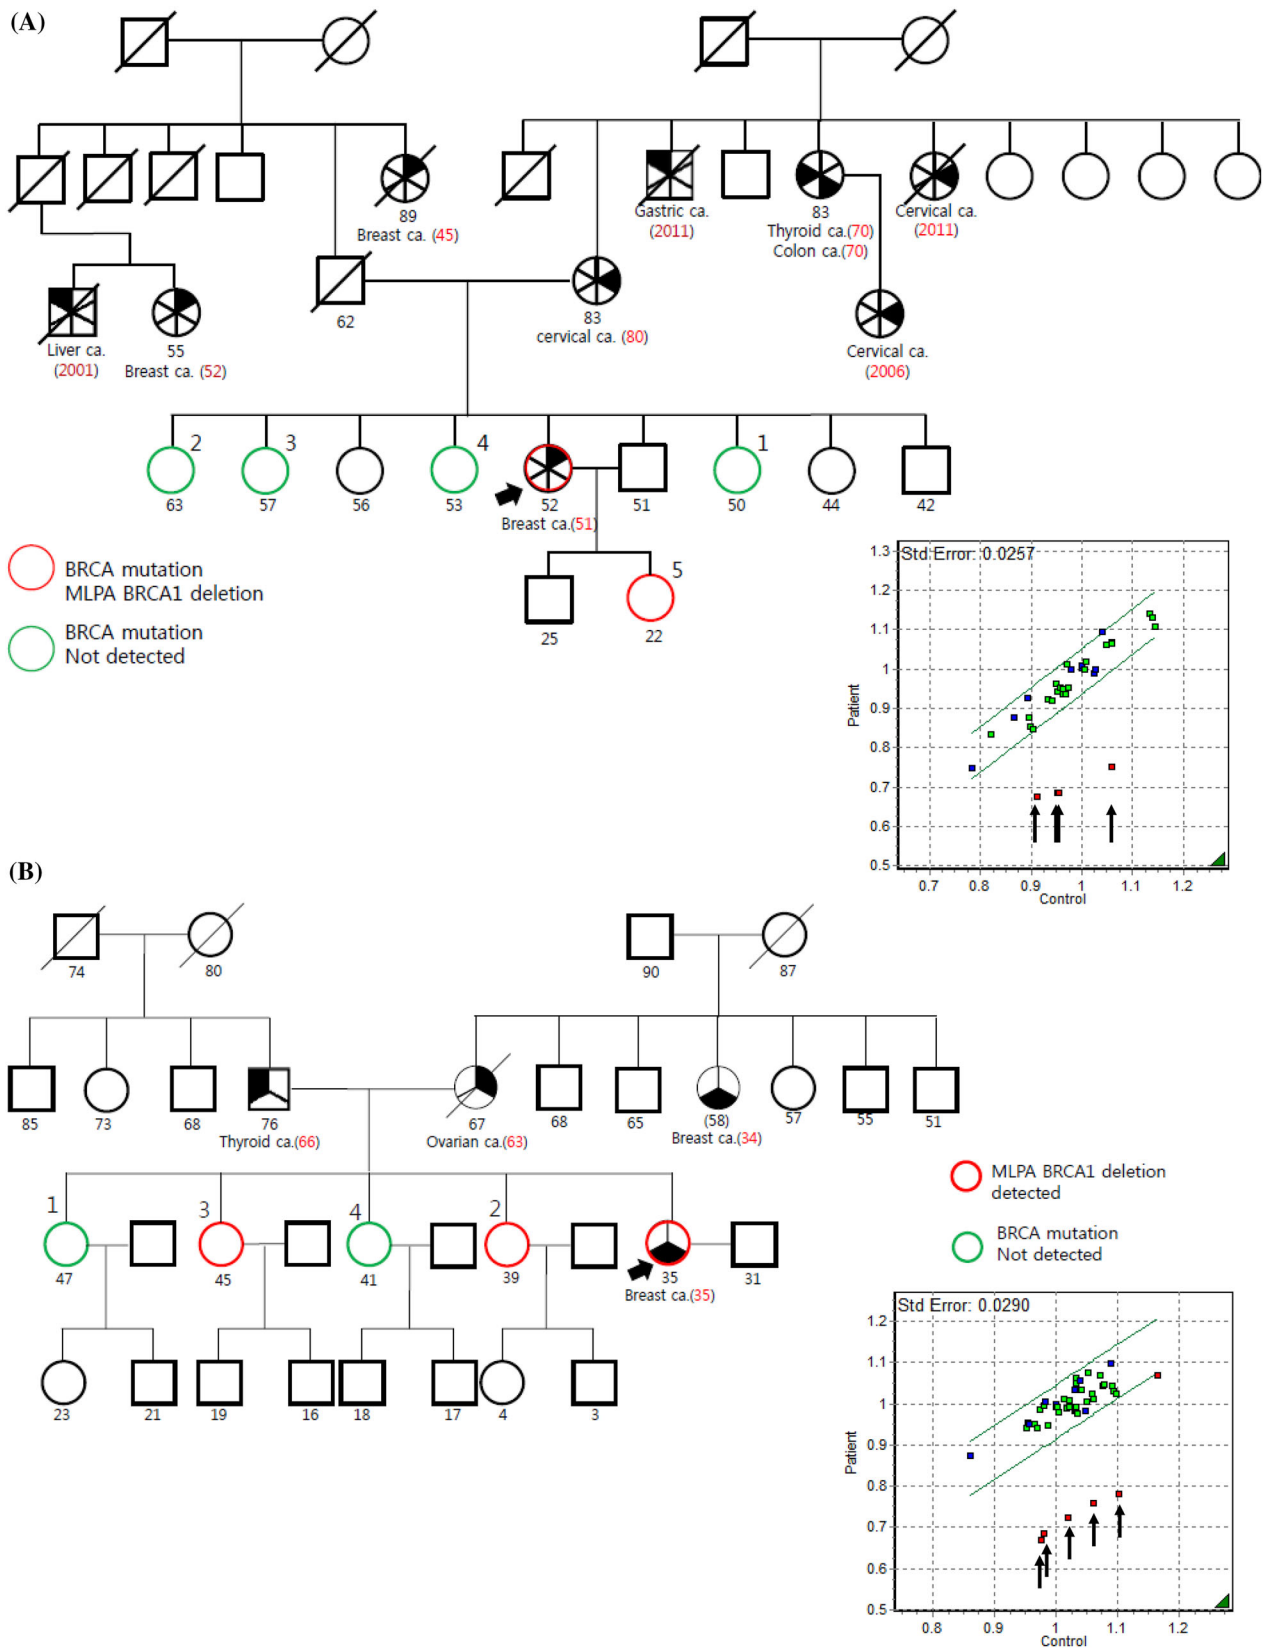 (A)
89
Breast ca. (45)
Gastric ca.
(2011)
83
Thyroid ca.(70)
Colon ca.(70)
Cervical ca.
(2011)
Liver ca.
(2001)
55
Breast ca. (52)
62
83
cervical ca. (80)
Cervical ca.
(2006)
2 3 4 1
63 57 56 53 52 51 50 44 42
Breast ca.(51)
BRCA mutation
MLPA BRCA1 deletion
BRCA mutation
Not detected
5
25 22
Std Error: 0.0257
1.3
1.2
1.1
1
0.9
0.8
0.7
0.6
0.5
Patient
0.7 0.8 0.9 1 1.1 1.2
Control
(B)
74 80 90 87
85 73 68 76 67 68 65 (58) 57 55 51
Thyroid ca.(66) Ovarian ca.(63) Breast ca.(34)
1 3 4 2
47 45 41 39 35 31
Breast ca.(35)
23 21 19 16 18 17 4 3
MLPA BRCA1 deletion
detected
BRCA mutation
Not detected
Std Error: 0.0290
1.2
1.1
1
0.9
0.8
0.7
0.6
0.5
Patient
0.8 0.9 1 1.1 1.2
Control